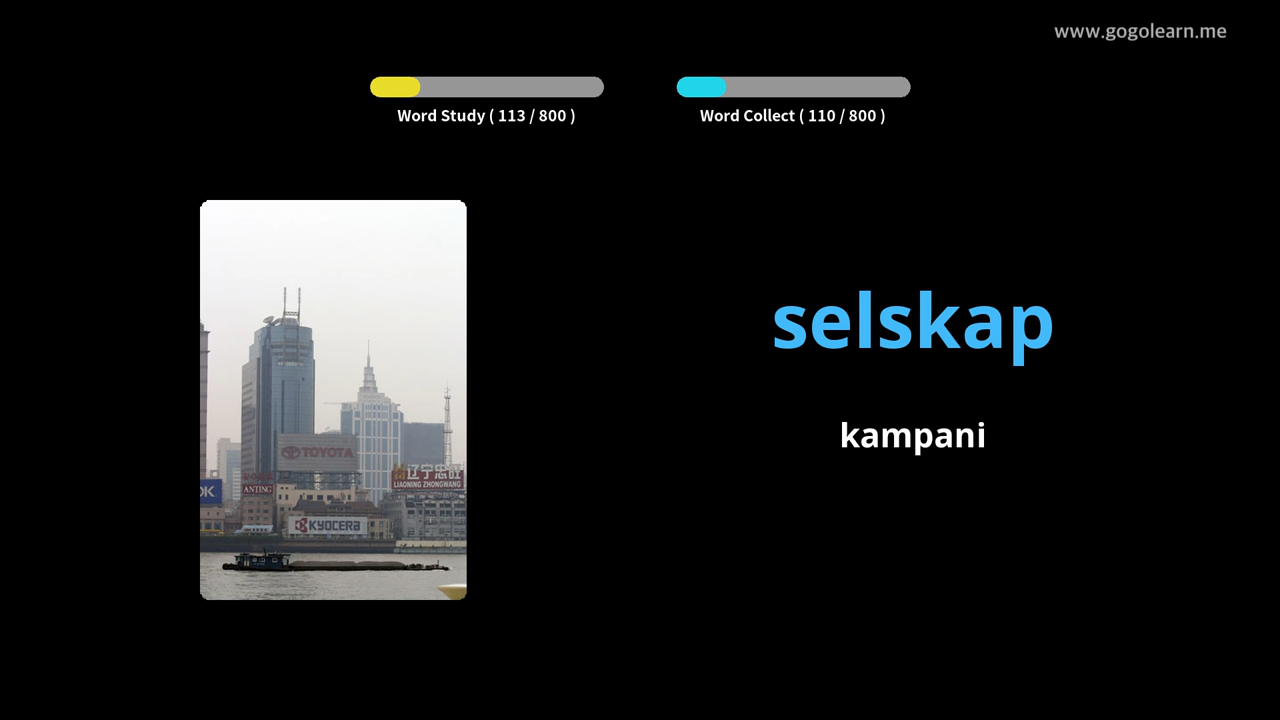 www.gogolearn.me
Word Study ( 113 / 800 )
Word Collect ( 110 / 800 )
selskap
kampani
TOYOTA
辽宁忠旺
LIAONING ZHONGWANG
OK
ANTING
KYOCERA